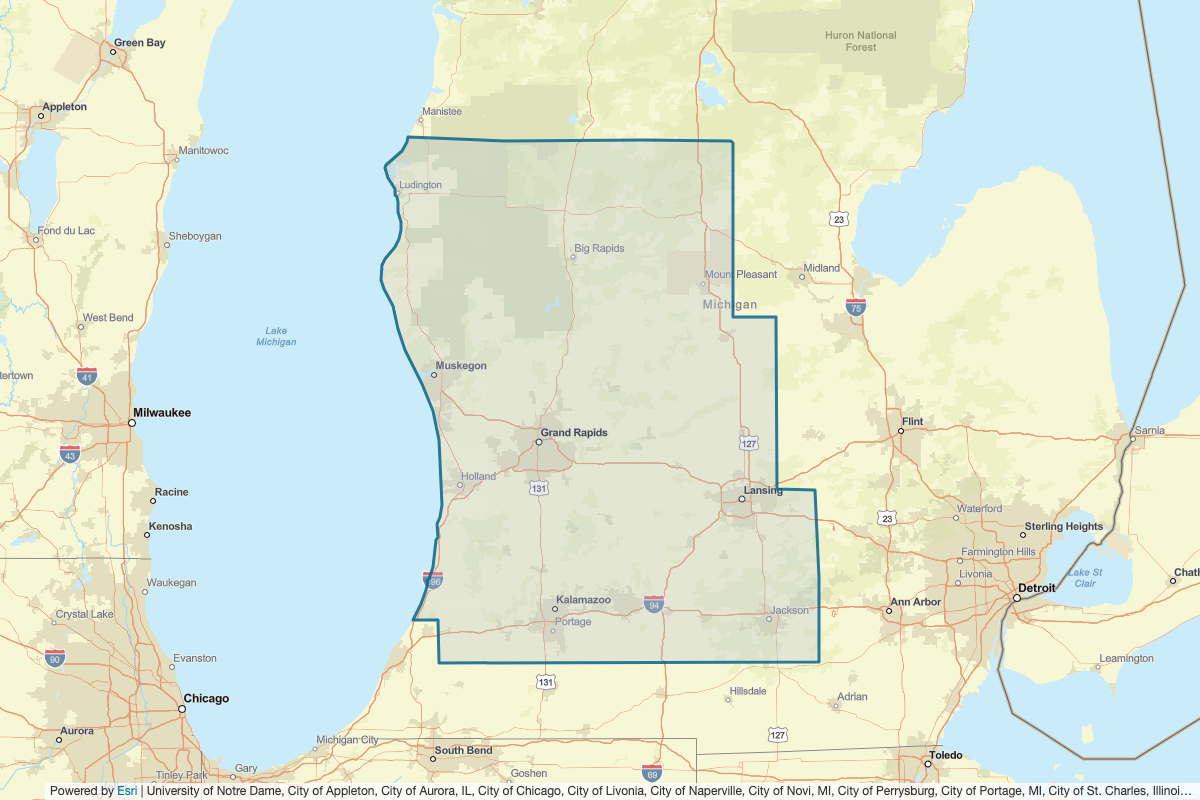 Green Bay
Huron National
Forest
Appleton
Manistee
Manitowoc
Ludington
Fond du Lac
Sheboygan
23
Big Rapids
Midland
Mount Pleasant
Michigan
75
West Bend
Lake
Michigan
Muskegon
tertown
41
Milwaukee
Flint
Grand Rapids
Sarnia
127
43
Holland
131
Lansing
Racine
Waterford
23
Kenosha
Sterling Heights
Farmington Hills
Livonia
Lake St
Clair
Chath
Waukegan
196
Kalamazoo
94
Detroit
Ann Arbor
Crystal Lake
Portage
Jackson
90
Evanston
Leamington
131
Hillsdale
Adrian
Chicago
Aurora
127
Michigan City
South Bend
Toledo
Gary
Tinley Park
Goshen
69
Powered by Esri | University of Notre Dame, City of Appleton, City of Aurora, IL, City of Chicago, City of Livonia, City of Naperville, City of Novi, MI, City of Perrysburg, City of Portage, MI, City of St. Charles, Illinoi…